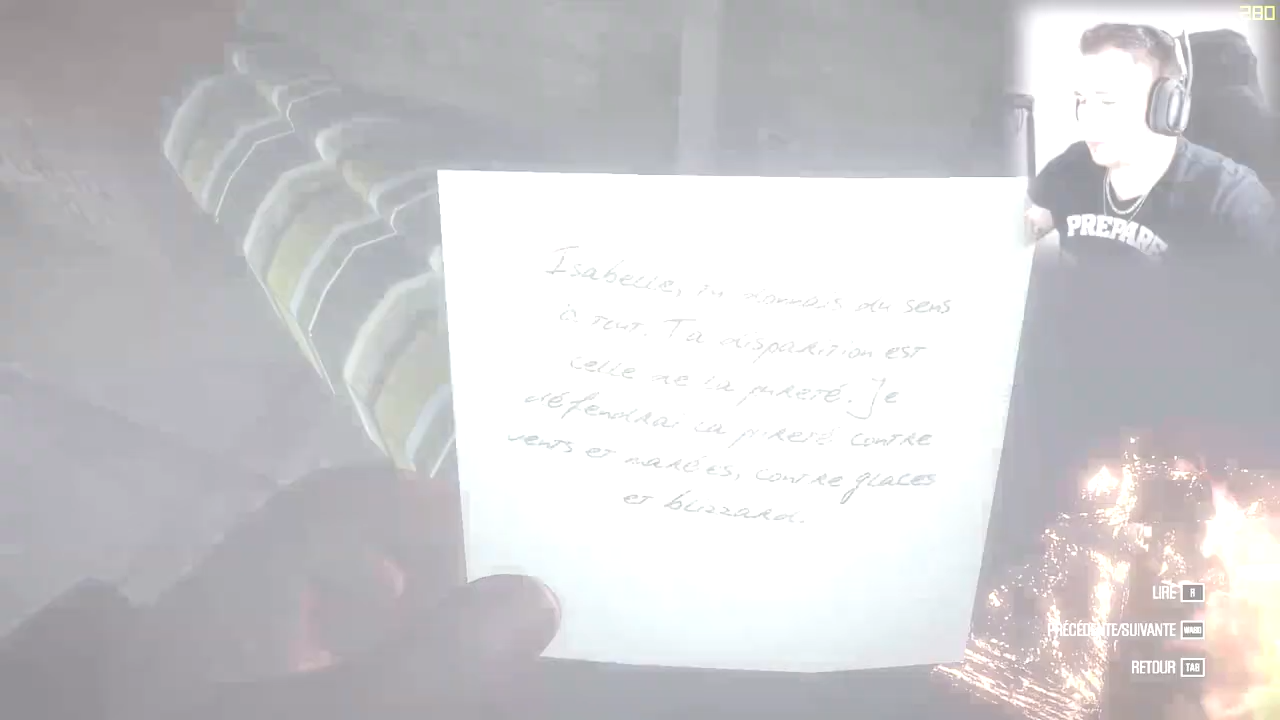 280
PREPARE
Isabelle, tu donnais du sens
à tout. Ta disparition est
celle de la pureté. Je
défendrai la pureté contre
vents et marées, contre glaces
et blizzard.
LIRE R
PRÉCÉDENTE/SUIVANTE
RETOUR TAB